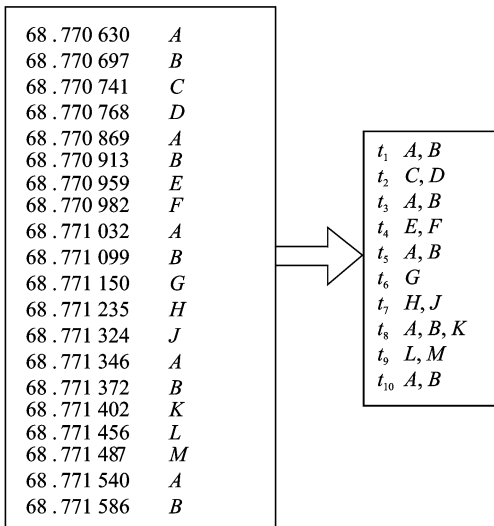 68.770 630 A
68.770 697 B
68.770 741 C
68.770 768 D
68.770 869 A
68.770 913 B
68.770 959 E
68.770 982 F
68.771 032 A
68.771 099 B
68.771 150 G
68.771 235 H
68.771 324 J
68.771 346 A
68.771 372 B
68.771 402 K
68.771 456 L
68.771 487 M
68.771 540 A
68.771 586 B
t₁ A, B
t₂ C, D
t₃ A, B
t₄ E, F
t₅ A, B
t₆ G
t₇ H, J
t₈ A, B, K
t₉ L, M
t₁₀ A, B